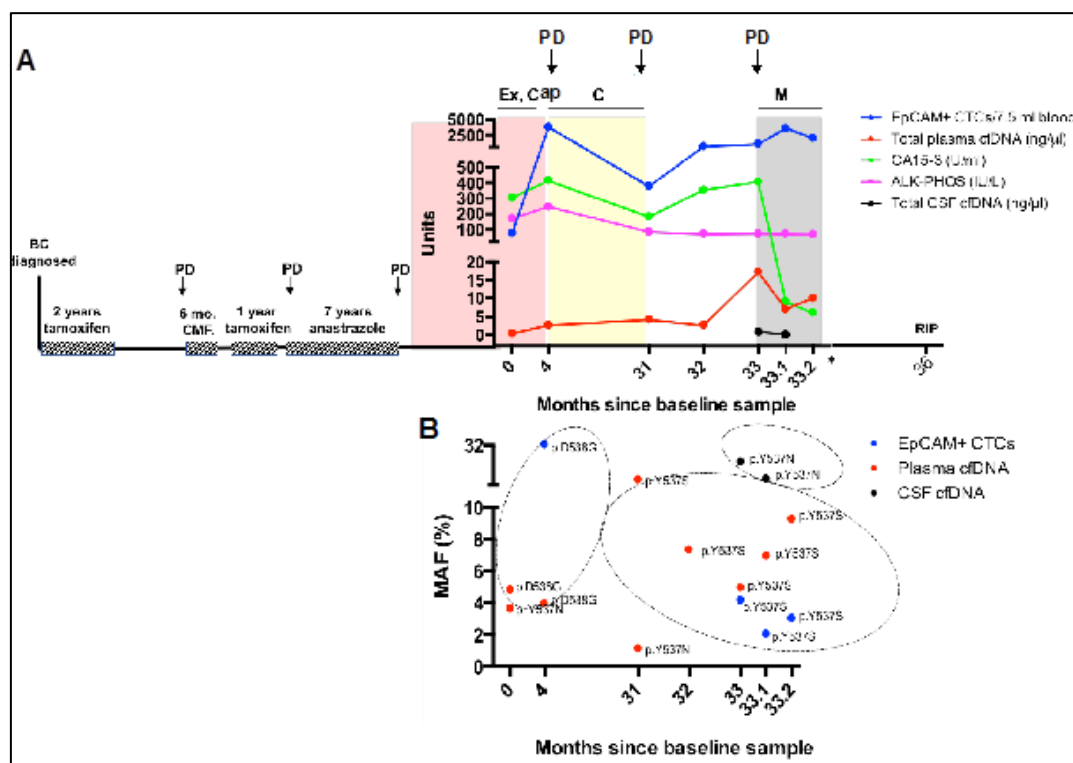 A
PD PD PD
Ex, Cap C M
EpCAM+ CTCs/7.5 ml blood
Total plasma cfDNA (ng/µl)
CA15-3 (U/ml)
ALK-PHOS (IU/L)
Total CSF cfDNA (ng/µl)
5000
2500
500
400
300
200
100
20
15
10
5
0
Units
BC
diagnosed
PD PD PD
2 years
tamoxifen
6 mo.
CMF.
1 year
tamoxifen
7 years
anastrazole
RIP
0 4 31 32 33 33.1 33.2 * 36
Months since baseline sample
B
EpCAM+ CTCs
Plasma cfDNA
CSF cfDNA
MAF (%)
32
10
8
6
4
2
0
p.D538G
p.Y537N
p.Y537N
p.Y537S
p.Y537S
p.Y537S
p.Y537S
p.D538G
p.D538G
p.Y537N
p.Y537S
p.Y537S
p.Y537S
p.Y537S
p.Y537N
0 4 31 32 33 33.1 33.2
Months since baseline sample